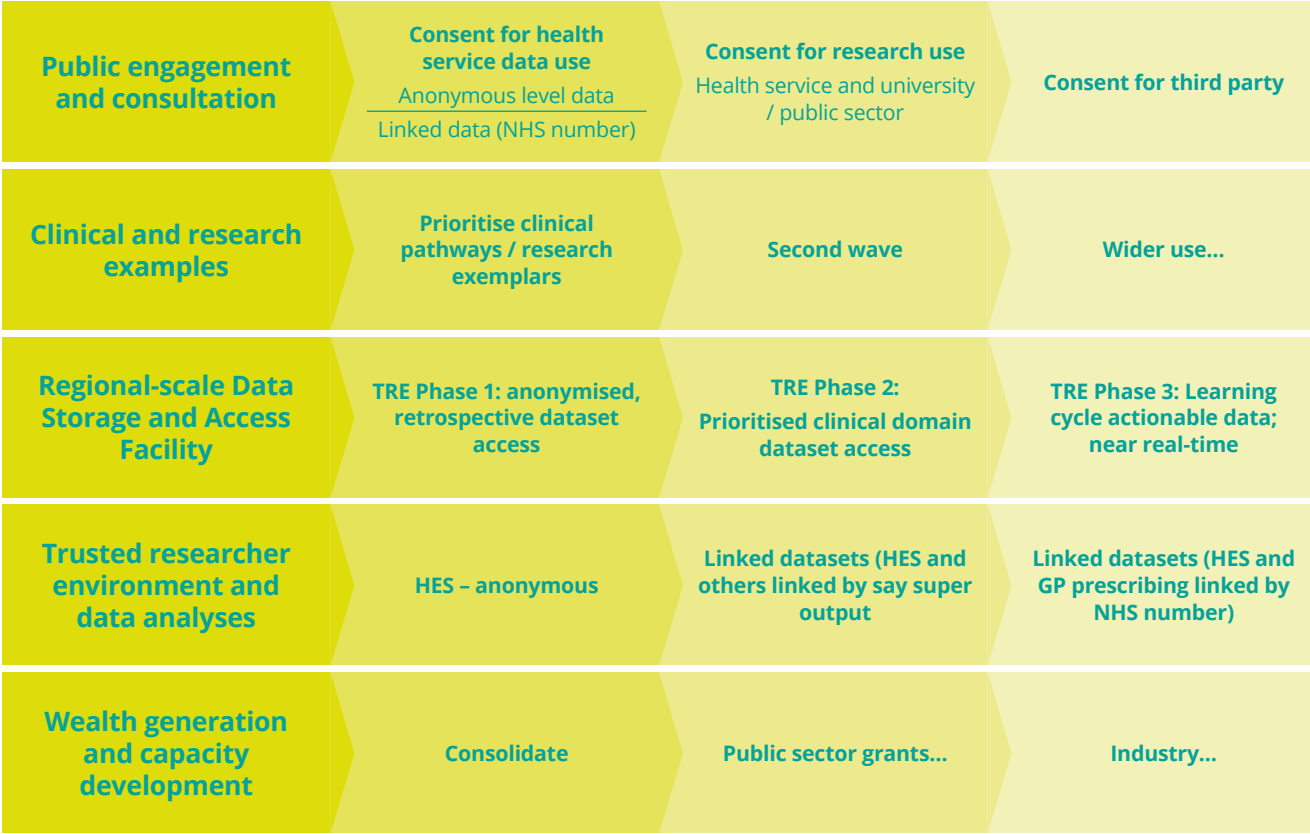 Public engagement
and consultation
Consent for health
service data use
Anonymous level data
Linked data (NHS number)
Consent for research use
Health service and university
/ public sector
Consent for third party
Clinical and research
examples
Prioritise clinical
pathways / research
exemplars
Second wave
Wider use...
Regional-scale Data
Storage and Access
Facility
TRE Phase 1: anonymised,
retrospective dataset
access
TRE Phase 2:
Prioritised clinical domain
dataset access
TRE Phase 3: Learning
cycle actionable data;
near real-time
Trusted researcher
environment and
data analyses
HES – anonymous
Linked datasets (HES and
others linked by say super
output
Linked datasets (HES and
GP prescribing linked by
NHS number)
Wealth generation
and capacity
development
Consolidate
Public sector grants...
Industry...